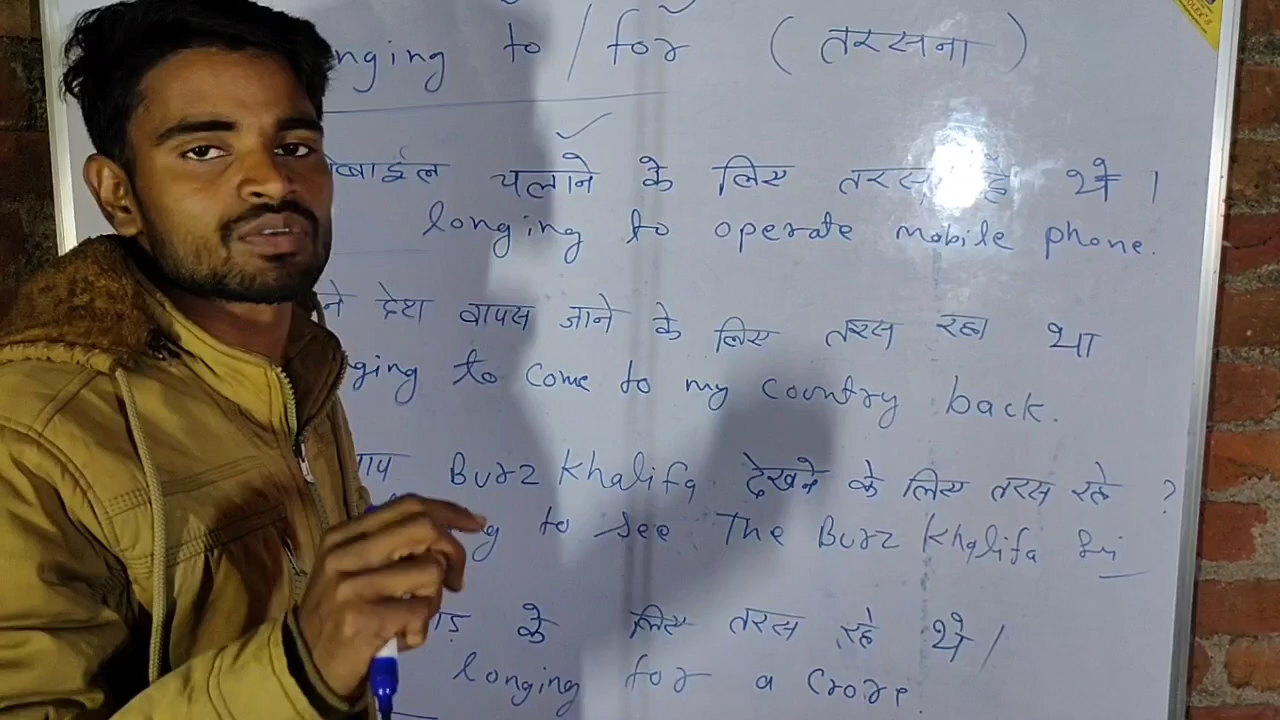 nging to / for (तरसना)
बाईल चलाने के लिए तरस रहे थे ।
longing to operate mobile phone.
ने देश वापस जाने के लिए तरस रहा था
ging to come to my country back.
आप Burz Khalifa देखने के लिए तरस रहे ?
g to see The Burz Khalifa
ड़ के लिए तरस रहे थे /
longing for a crore.